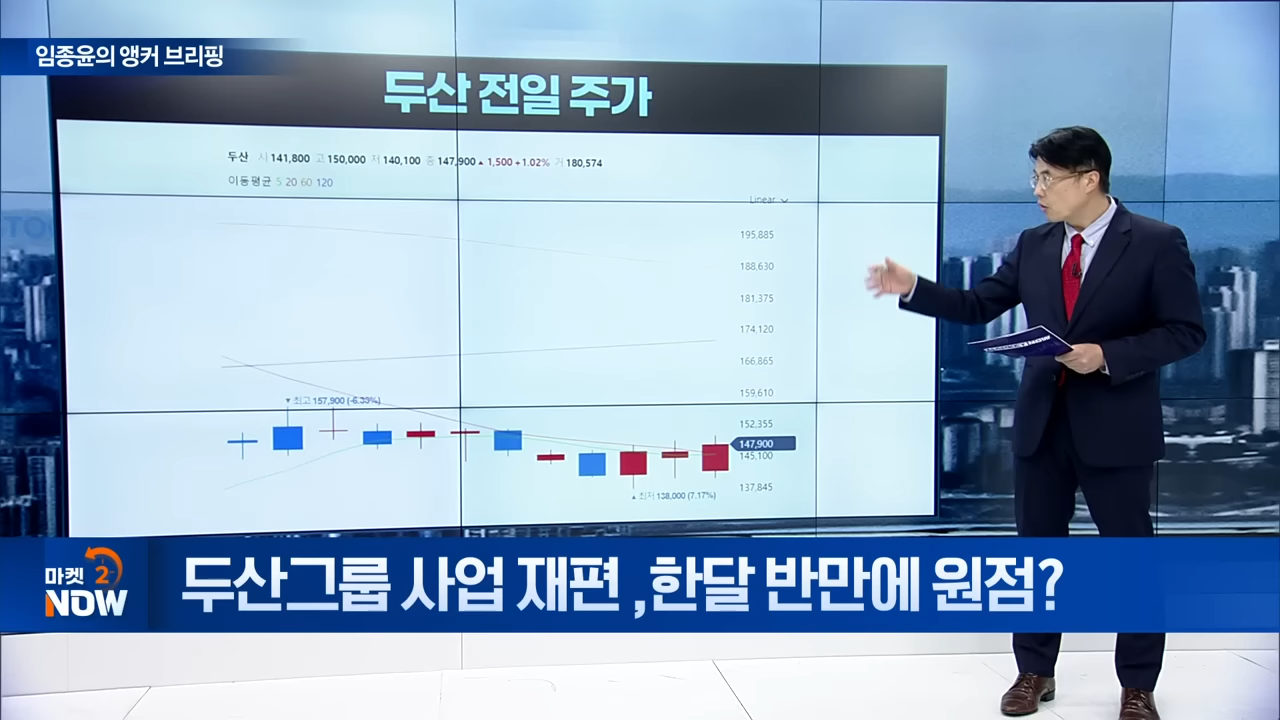 임종윤의 앵커 브리핑
두산 전일 주가
두산 시 141,800 고 150,000 저 140,100 종 147,900 ▲ 1,500 +1.02% 거 180,574
이동평균 5 20 60 120
Linear
195,885
188,630
181,375
174,120
166,865
159,610
▼최고 157,900 (-6.33%)
152,355
147,900
145,100
137,845
▲최저 138,000 (7.17%)
마켓 2
NOW
두산그룹 사업 재편 ,한달 반만에 원점?